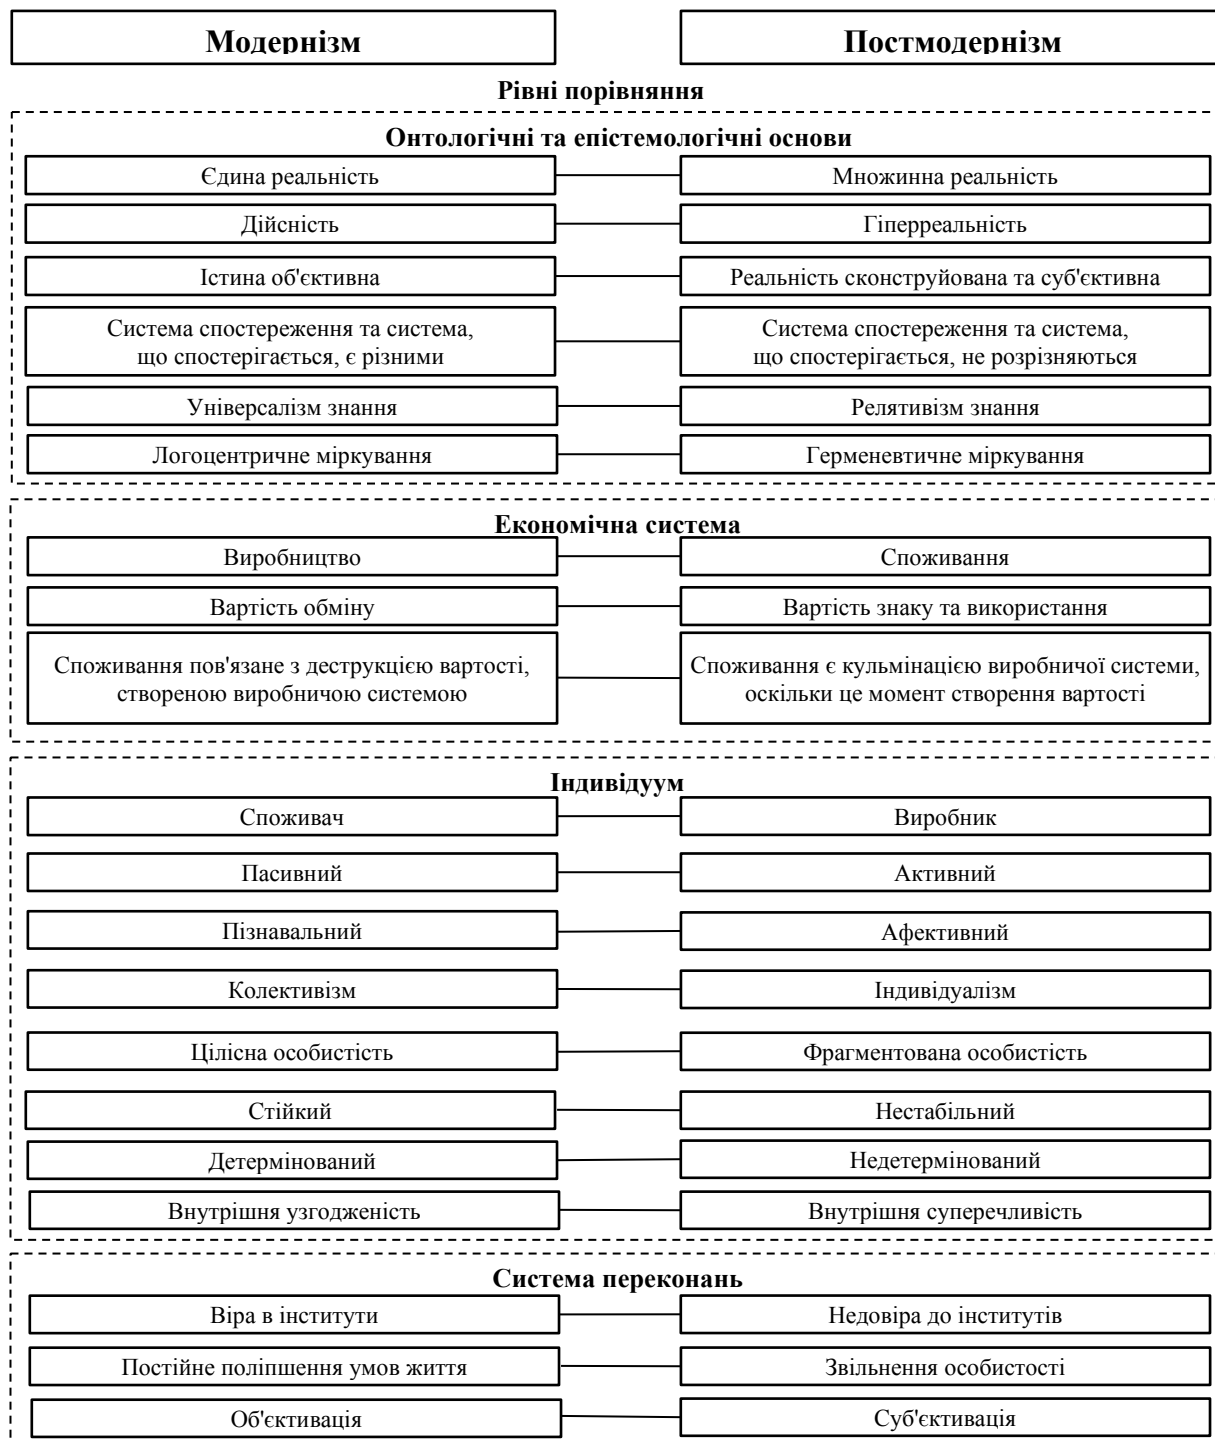 Модернізм
Постмодернізм
Рівні порівняння
Онтологічні та епістемологічні основи
Єдина реальність
Множинна реальність
Дійсність
Гіперреальність
Істина об'єктивна
Реальність сконструйована та суб'єктивна
Система спостереження та система,
що спостерігається, є різними
Система спостереження та система,
що спостерігається, не розрізняються
Універсалізм знання
Релятивізм знання
Логоцентричне міркування
Герменевтичне міркування
Економічна система
Виробництво
Споживання
Вартість обміну
Вартість знаку та використання
Споживання пов'язане з деструкцією вартості,
створеною виробничою системою
Споживання є кульмінацією виробничої системи,
оскільки це момент створення вартості
Індивідуум
Споживач
Виробник
Пасивний
Активний
Пізнавальний
Афективний
Колективізм
Індивідуалізм
Цілісна особистість
Фрагментована особистість
Стійкий
Нестабільний
Детермінований
Недетермінований
Внутрішня узгодженість
Внутрішня суперечливість
Система переконань
Віра в інститути
Недовіра до інститутів
Постійне поліпшення умов життя
Звільнення особистості
Об'єктивація
Суб'єктивація